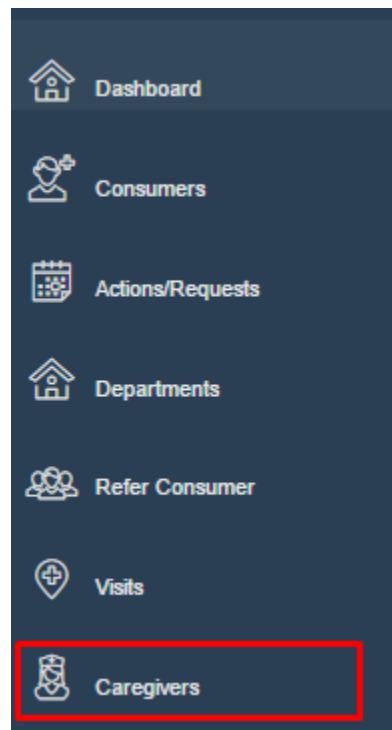 Dashboard
Consumers
Actions/Requests
Departments
Refer Consumer
Visits
Caregivers